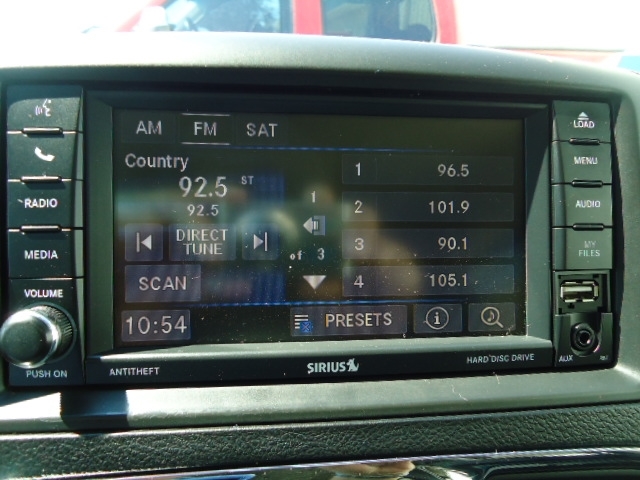 LOAD
AM FM SAT
MENU
Country
1 96.5
92.5 ST
92.5
1
2 101.9
RADIO
AUDIO
DIRECT
TUNE
of 3
3 90.1
MEDIA
MY
FILES
SCAN
4 105.1
VOLUME
10:54
PRESETS
i
PUSH ON
ANTITHEFT
SIRIUS
HARD DISC DRIVE
AUX